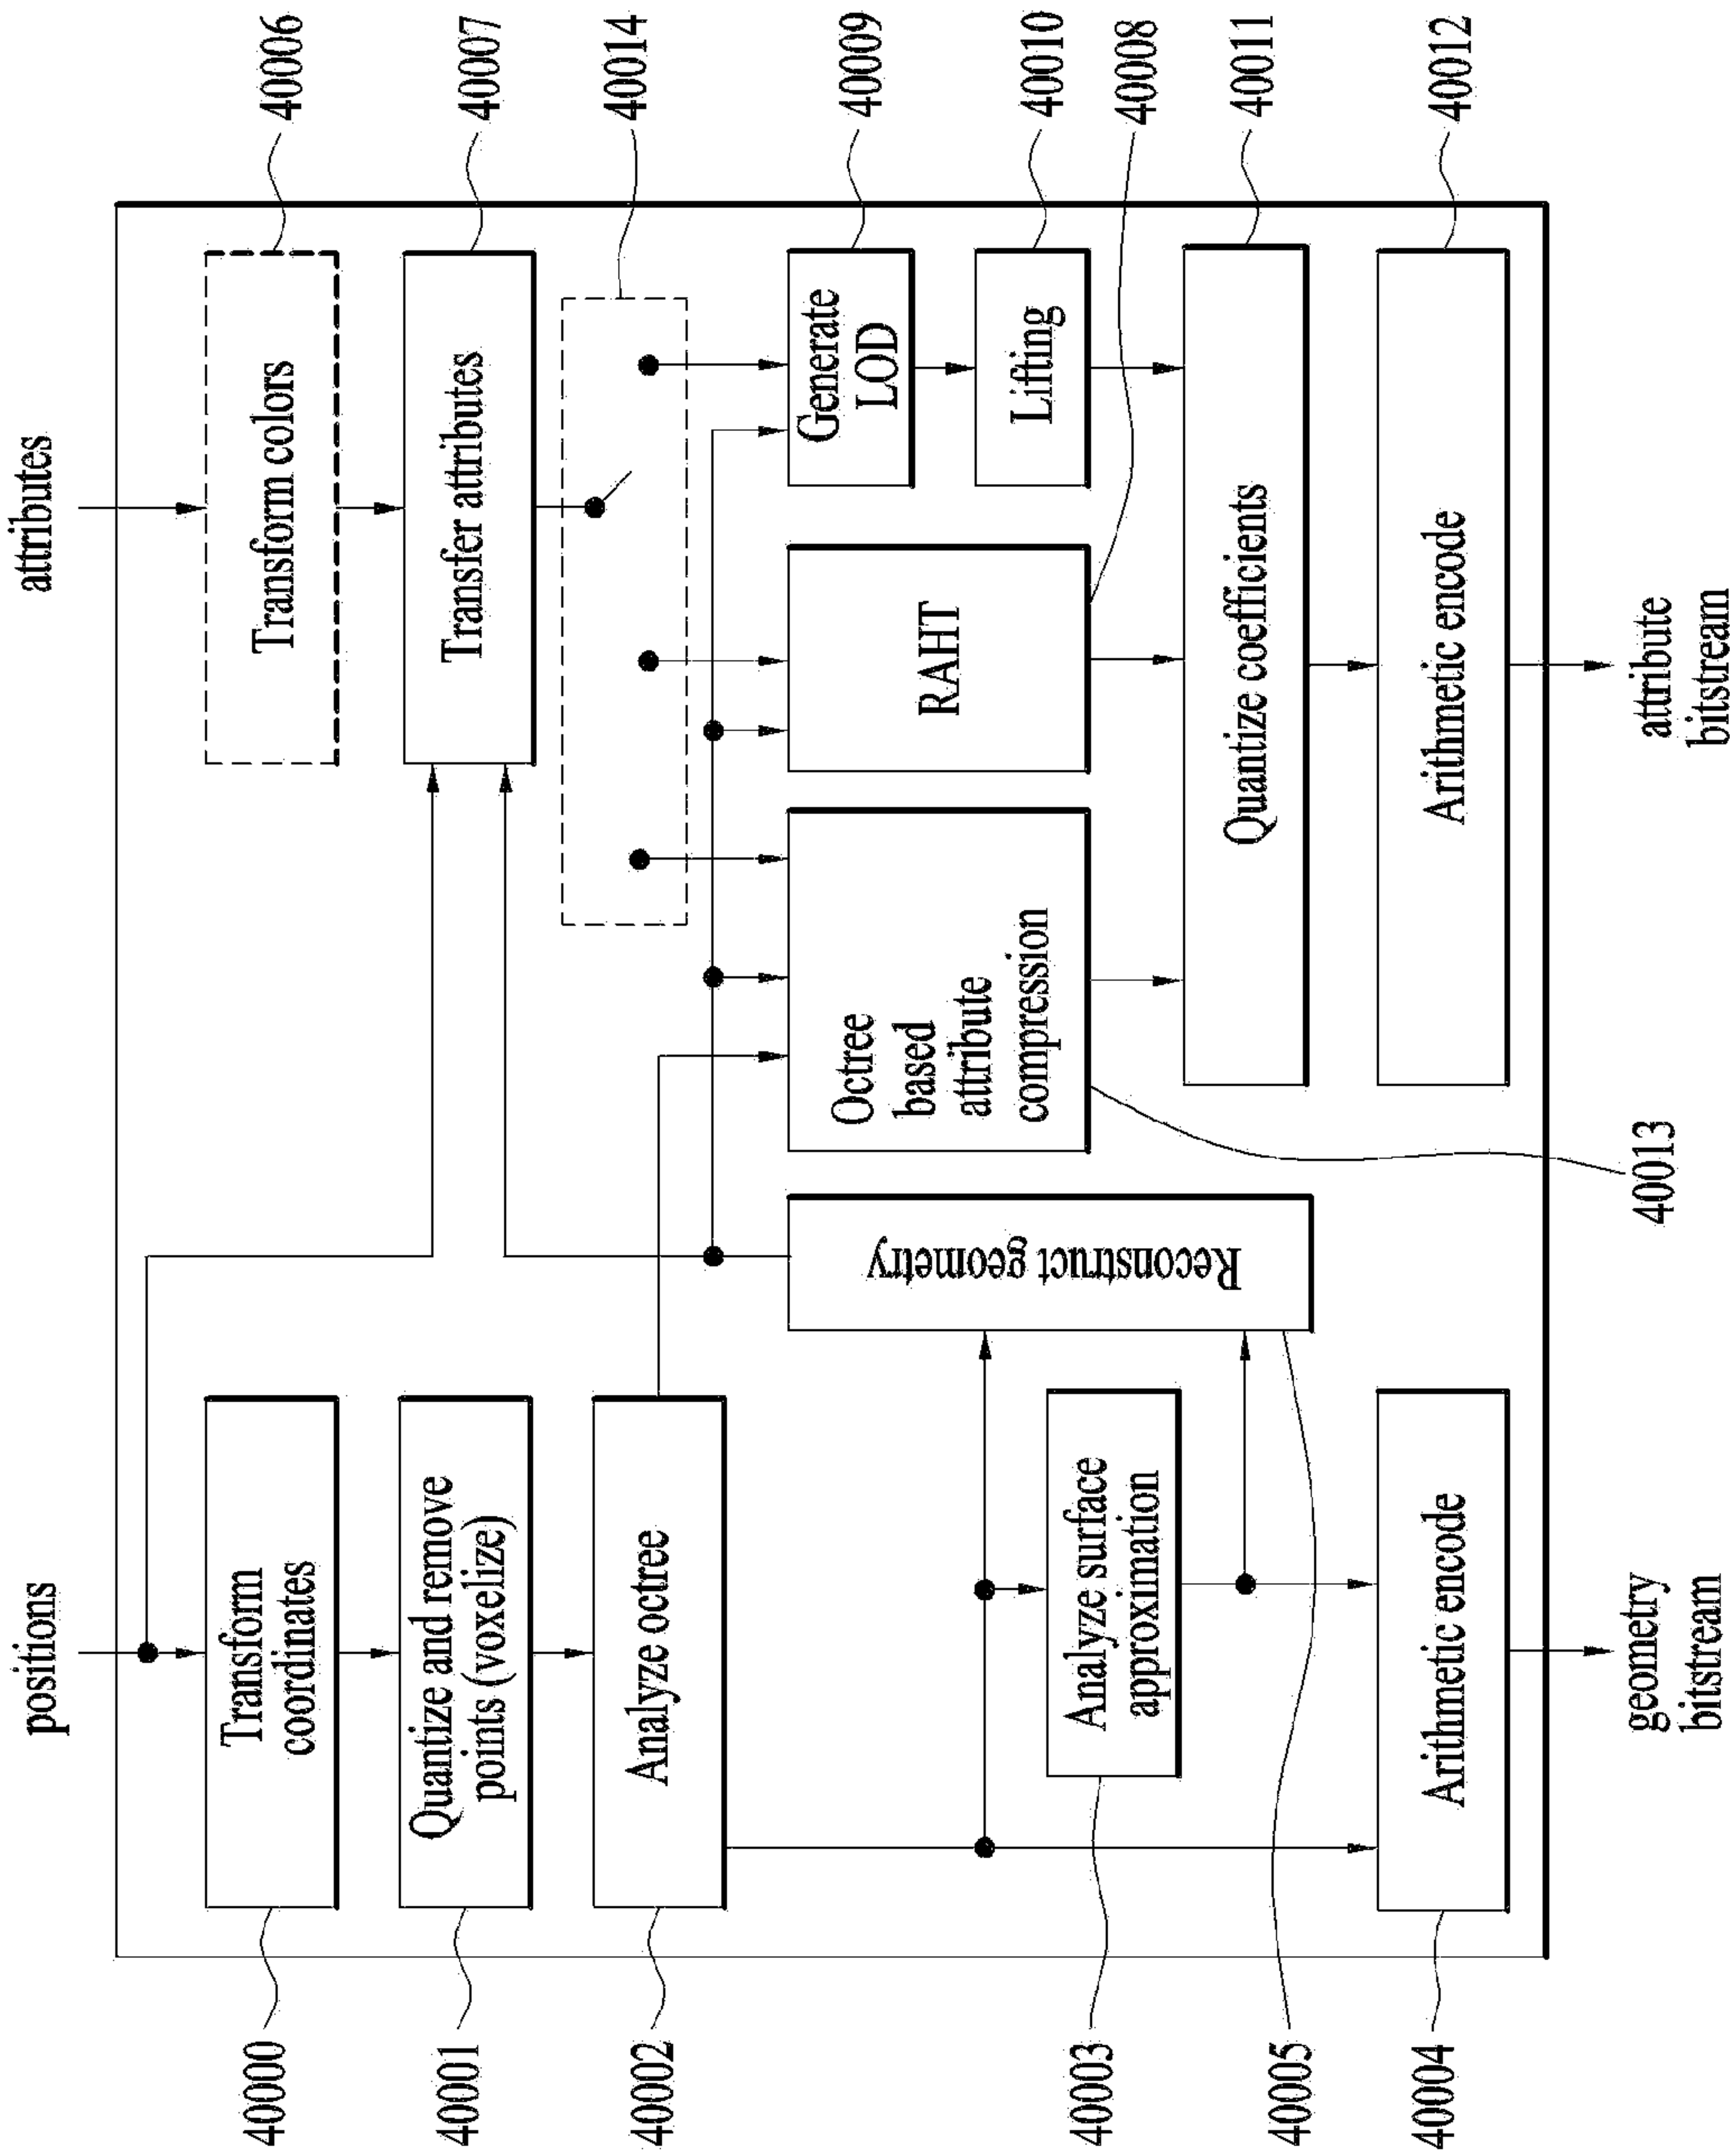 positions
attributes
40000
Transform
coordinates
Transform colors
40006
40001
Quantize and remove
points (voxelize)
Transfer attributes
40007
40002
Analyze octree
40014
Octree
based
attribute
compression
RAHT
Generate
LOD
40009
Lifting
40010
40008
Reconstruct geometry
40003
Analyze surface
approximation
40005
Quantize coefficients
40011
40004
Arithmetic encode
Arithmetic encode
40012
40013
geometry
bitstream
attribute
bitstream